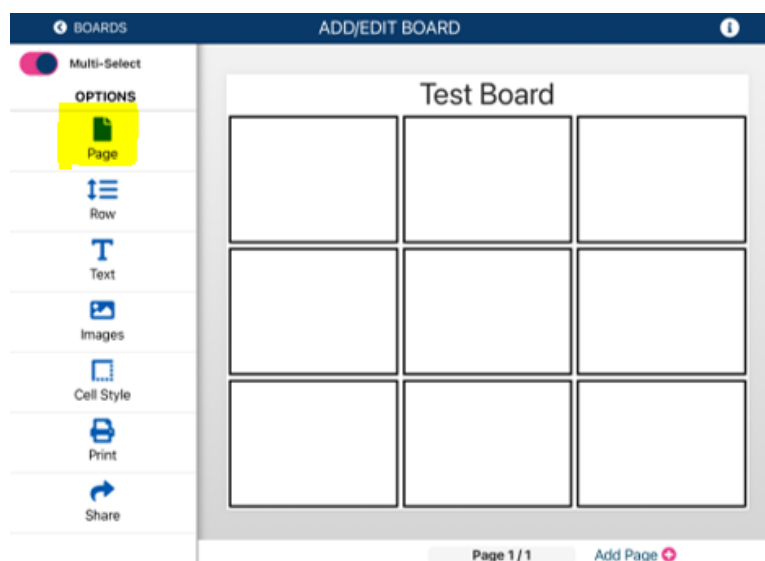 BOARDS
ADD/EDIT BOARD
Multi-Select
OPTIONS
Page
Row
Text
Images
Cell Style
Print
Share
Test Board
Page 1 / 1
Add Page